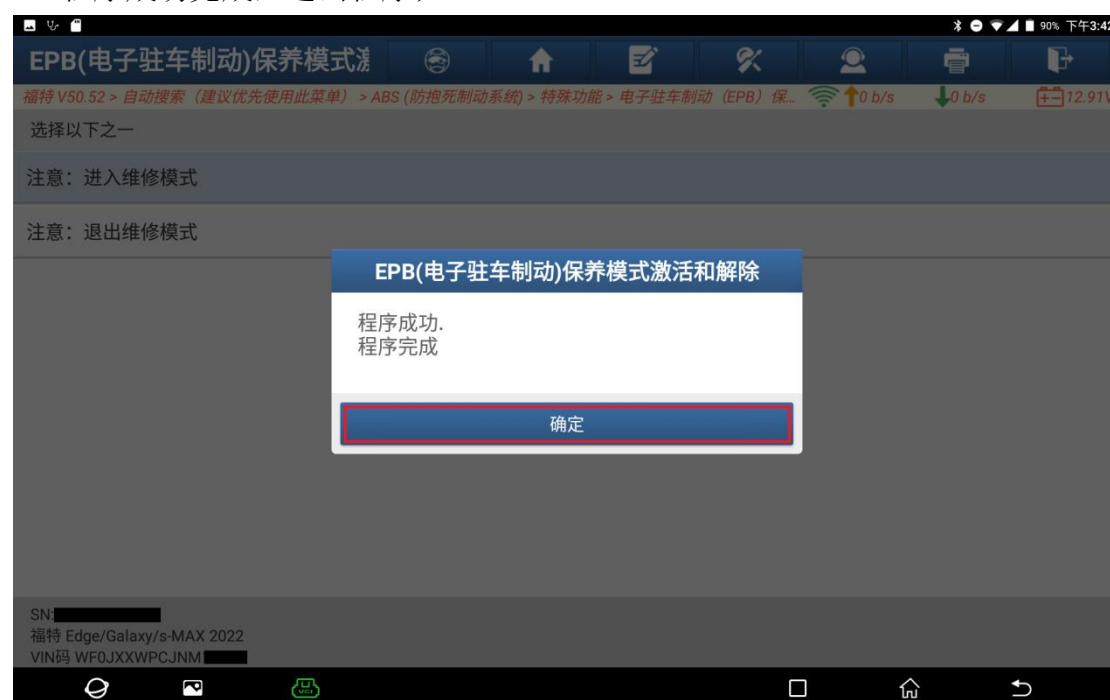 90% 下午3:42
EPB(电子驻车制动)保养模式激
福特 V50.52 > 自动搜索（建议优先使用此菜单）> ABS (防抱死制动系统) > 特殊功能 > 电子驻车制动（EPB）保... 0 b/s 0 b/s 12.91V
选择以下之一
注意：进入维修模式
注意：退出维修模式
EPB(电子驻车制动)保养模式激活和解除
程序成功.
程序完成
确定
SN:
福特 Edge/Galaxy/s-MAX 2022
VIN码 WF0JXXWPCJNM
VCI